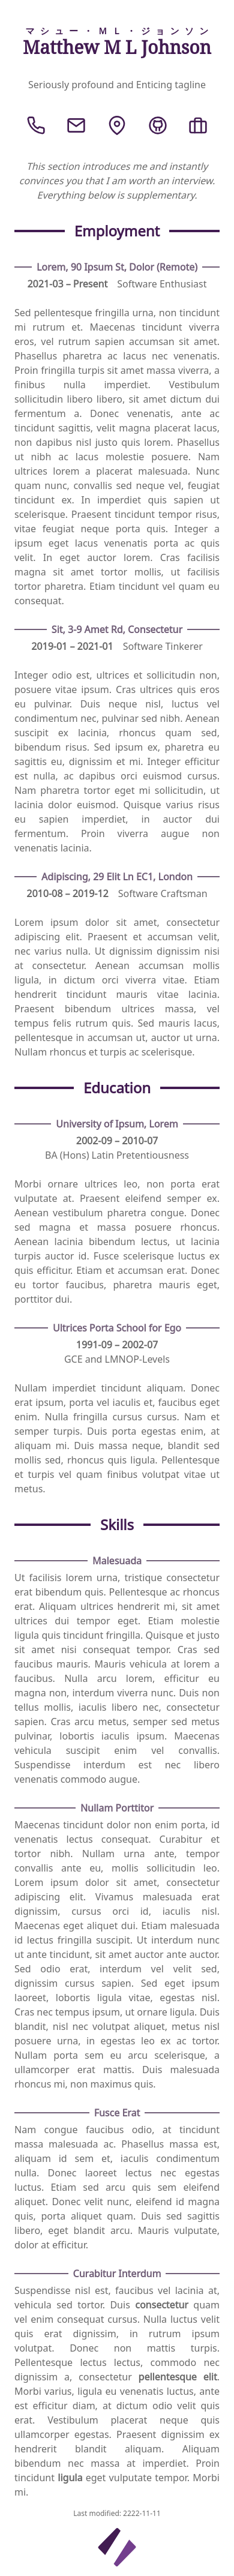 マシュー・ＭＬ・ジョンソン
Matthew M L Johnson
Seriously profound and Enticing tagline
This section introduces me and instantly
convinces you that I am worth an interview.
Everything below is supplementary.
Employment
Lorem, 90 Ipsum St, Dolor (Remote)
2021-03 – Present Software Enthusiast
Sed pellentesque fringilla urna, non tincidunt
mi rutrum et. Maecenas tincidunt viverra
eros, vel rutrum sapien accumsan sit amet.
Phasellus pharetra ac lacus nec venenatis.
Proin fringilla turpis sit amet massa viverra, a
finibus nulla imperdiet. Vestibulum
sollicitudin libero libero, sit amet dictum dui
fermentum a. Donec venenatis, ante ac
tincidunt sagittis, velit magna placerat lacus,
non dapibus nisl justo quis lorem. Phasellus
ut nibh ac lacus molestie posuere. Nam
ultrices lorem a placerat malesuada. Nunc
quam nunc, convallis sed neque vel, feugiat
tincidunt ex. In imperdiet quis sapien ut
scelerisque. Praesent tincidunt tempor risus,
vitae feugiat neque porta quis. Integer a
ipsum eget lacus venenatis porta ac quis
velit. In eget auctor lorem. Cras facilisis
magna sit amet tortor mollis, ut facilisis
tortor pharetra. Etiam tincidunt vel quam eu
consequat.
Sit, 3-9 Amet Rd, Consectetur
2019-01 – 2021-01 Software Tinkerer
Integer odio est, ultrices et sollicitudin non,
posuere vitae ipsum. Cras ultrices quis eros
eu pulvinar. Duis neque nisl, luctus vel
condimentum nec, pulvinar sed nibh. Aenean
suscipit ex lacinia, rhoncus quam sed,
bibendum risus. Sed ipsum ex, pharetra eu
sagittis eu, dignissim et mi. Integer efficitur
est nulla, ac dapibus orci euismod cursus.
Nam pharetra tortor eget mi sollicitudin, ut
lacinia dolor euismod. Quisque varius risus
eu sapien imperdiet, in auctor dui
fermentum. Proin viverra augue non
venenatis lacinia.
Adipiscing, 29 Elit Ln EC1, London
2010-08 – 2019-12 Software Craftsman
Lorem ipsum dolor sit amet, consectetur
adipiscing elit. Praesent et accumsan velit,
nec varius nulla. Ut dignissim dignissim nisi
at consectetur. Aenean accumsan mollis
ligula, in dictum orci viverra vitae. Etiam
hendrerit tincidunt mauris vitae lacinia.
Praesent bibendum ultrices massa, vel
tempus felis rutrum quis. Sed mauris lacus,
pellentesque in accumsan ut, auctor ut urna.
Nullam rhoncus et turpis ac scelerisque.
Education
University of Ipsum, Lorem
2002-09 – 2010-07
BA (Hons) Latin Pretentiousness
Morbi ornare ultrices leo, non porta erat
vulputate at. Praesent eleifend semper ex.
Aenean vestibulum pharetra congue. Donec
sed magna et massa posuere rhoncus.
Aenean lacinia bibendum lectus, ut lacinia
turpis auctor id. Fusce scelerisque luctus ex
quis efficitur. Etiam et accumsan erat. Donec
eu tortor faucibus, pharetra mauris eget,
porttitor dui.
Ultrices Porta School for Ego
1991-09 – 2002-07
GCE and LMNOP-Levels
Nullam imperdiet tincidunt aliquam. Donec
erat ipsum, porta vel iaculis et, faucibus eget
enim. Nulla fringilla cursus cursus. Nam et
semper turpis. Duis porta egestas enim, at
aliquam mi. Duis massa neque, blandit sed
mollis sed, rhoncus quis ligula. Pellentesque
et turpis vel quam finibus volutpat vitae ut
metus.
Skills
Malesuada
Ut facilisis lorem urna, tristique consectetur
erat bibendum quis. Pellentesque ac rhoncus
erat. Aliquam ultrices hendrerit mi, sit amet
ultrices dui tempor eget. Etiam molestie
ligula quis tincidunt fringilla. Quisque et justo
sit amet nisi consequat tempor. Cras sed
faucibus mauris. Mauris vehicula at lorem a
faucibus. Nulla arcu lorem, efficitur eu
magna non, interdum viverra nunc. Duis non
tellus mollis, iaculis libero nec, consectetur
sapien. Cras arcu metus, semper sed metus
pulvinar, lobortis iaculis ipsum. Maecenas
vehicula suscipit enim vel convallis.
Suspendisse interdum est nec libero
venenatis commodo augue.
Nullam Porttitor
Maecenas tincidunt dolor non enim porta, id
venenatis lectus consequat. Curabitur et
tortor nibh. Nullam urna ante, tempor
convallis ante eu, mollis sollicitudin leo.
Lorem ipsum dolor sit amet, consectetur
adipiscing elit. Vivamus malesuada erat
dignissim, cursus orci id, iaculis nisl.
Maecenas eget aliquet dui. Etiam malesuada
id lectus fringilla suscipit. Ut interdum nunc
ut ante tincidunt, sit amet auctor ante auctor.
Sed odio erat, interdum vel velit sed,
dignissim cursus sapien. Sed eget ipsum
laoreet, lobortis ligula vitae, egestas nisl.
Cras nec tempus ipsum, ut ornare ligula. Duis
blandit, nisl nec volutpat aliquet, metus nisl
posuere urna, in egestas leo ex ac tortor.
Nullam porta sem eu arcu scelerisque, a
ullamcorper erat mattis. Duis malesuada
rhoncus mi, non maximus quis.
Fusce Erat
Nam congue faucibus odio, at tincidunt
massa malesuada ac. Phasellus massa est,
aliquam id sem et, iaculis condimentum
nulla. Donec laoreet lectus nec egestas
luctus. Etiam sed arcu quis sem eleifend
aliquet. Donec velit nunc, eleifend id magna
quis, porta aliquet quam. Duis sed sagittis
libero, eget blandit arcu. Mauris vulputate,
dolor at efficitur.
Curabitur Interdum
Suspendisse nisl est, faucibus vel lacinia at,
vehicula sed tortor. Duis consectetur quam
vel enim consequat cursus. Nulla luctus velit
quis erat dignissim, in rutrum ipsum
volutpat. Donec non mattis turpis.
Pellentesque lectus lectus, commodo nec
dignissim a, consectetur pellentesque elit.
Morbi varius, ligula eu venenatis luctus, ante
est efficitur diam, at dictum odio velit quis
erat. Vestibulum placerat neque quis
ullamcorper egestas. Praesent dignissim ex
hendrerit blandit aliquam. Aliquam
bibendum nec massa at imperdiet. Proin
tincidunt ligula eget vulputate tempor. Morbi
mi.
Last modified: 2222-11-11